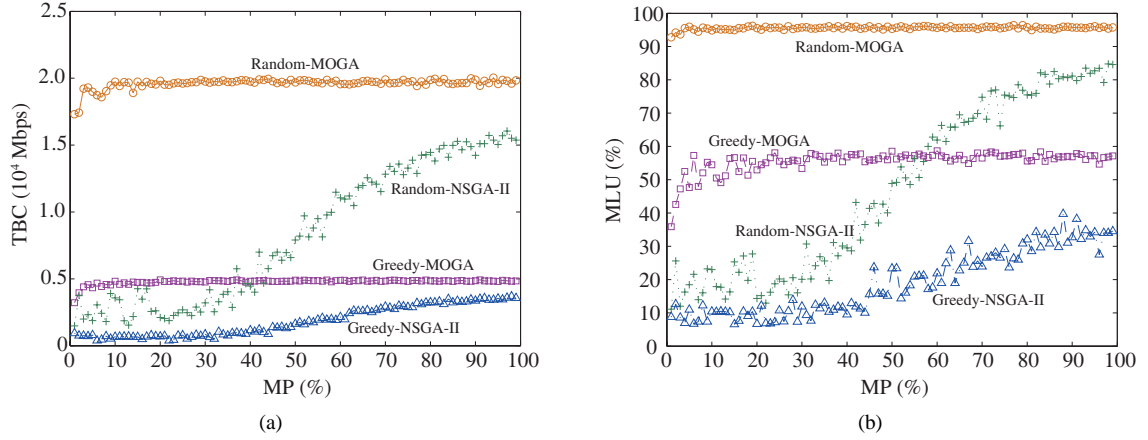 2.5
2.0
1.5
1.0
0.5
0
TBC (10^4 Mbps)
Random-MOGA
Random-NSGA-II
Greedy-MOGA
Greedy-NSGA-II
0 10 20 30 40 50 60 70 80 90 100
MP (%)
(a)
100
90
80
70
60
50
40
30
20
10
0
MLU (%)
Random-MOGA
Greedy-MOGA
Random-NSGA-II
Greedy-NSGA-II
0 10 20 30 40 50 60 70 80 90 100
MP (%)
(b)